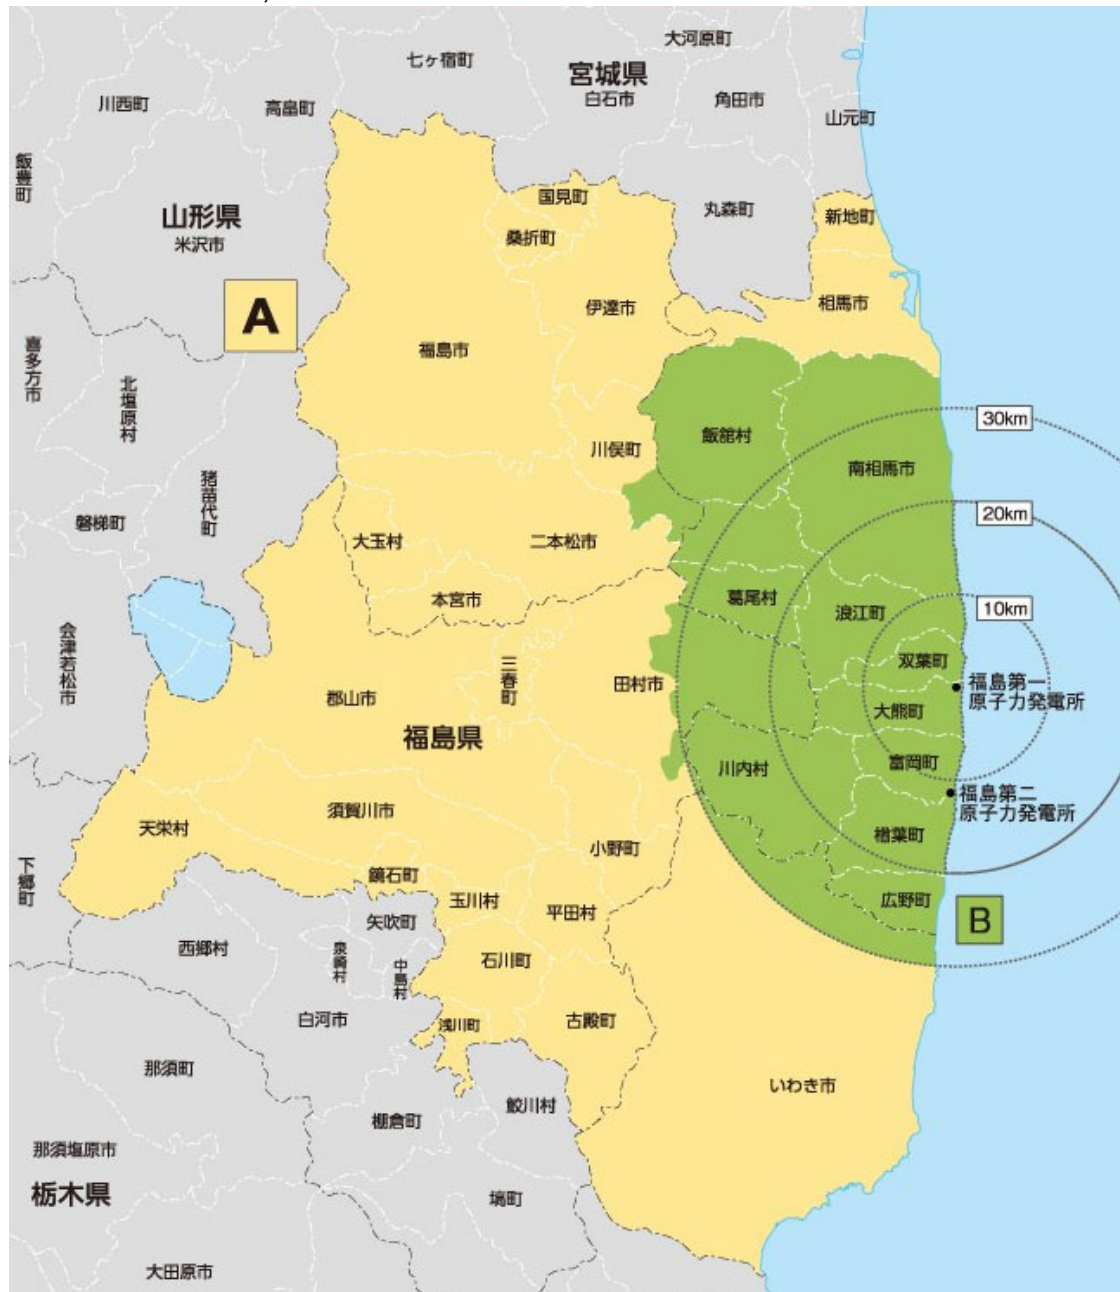 大河原町
七ヶ宿町
宮城県
白石市
川西町
高畠町
角田市
山元町
飯豊町
国見町
丸森町
新地町
山形県
米沢市
桑折町
A
伊達市
相馬市
喜多方市
福島市
北塩原村
30km
飯舘村
川俣町
南相馬市
猪苗代町
20km
磐梯町
大玉村
二本松市
本宮市
葛尾村
浪江町
10km
会津若松市
三春町
双葉町
田村市
福島第一
原子力発電所
郡山市
大熊町
福島県
富岡町
川内村
福島第二
原子力発電所
須賀川市
天栄村
楢葉町
小野町
下郷町
鏡石町
玉川村
平田村
広野町
B
矢吹町
西郷村
泉崎村
中島村
石川町
白河市
浅川町
古殿町
那須町
いわき市
鮫川村
棚倉町
那須塩原市
栃木県
塙町
大田原市